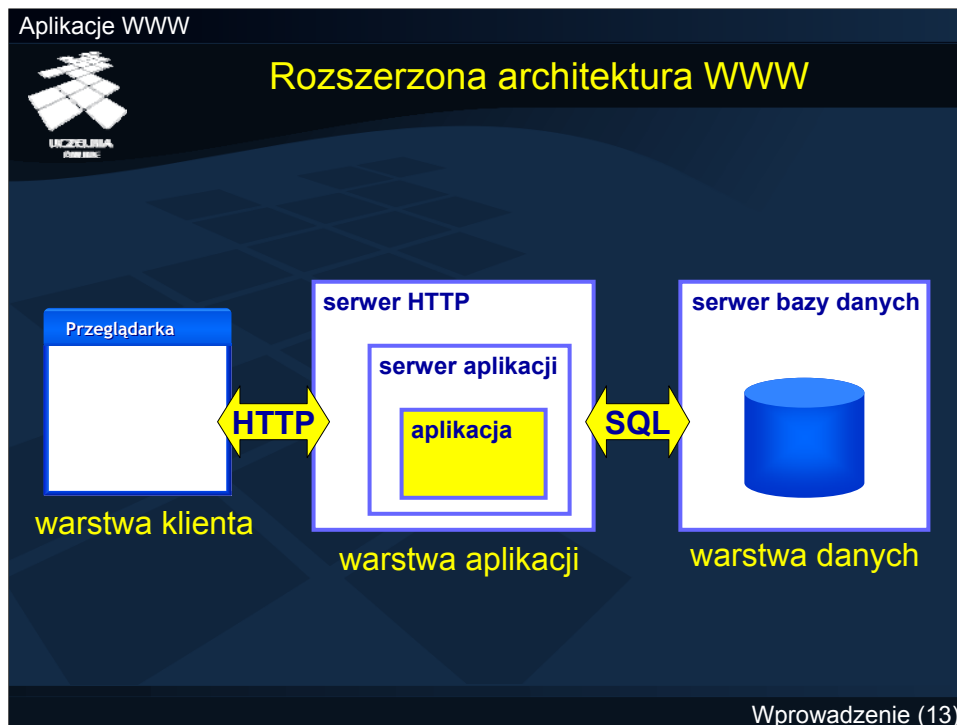 Aplikacje WWW
Rozszerzona architektura WWW
UCZELNIA
ONLINE
Przeglądarka
HTTP
serwer HTTP
serwer aplikacji
aplikacja
SQL
serwer bazy danych
warstwa klienta
warstwa aplikacji
warstwa danych
Wprowadzenie (13)